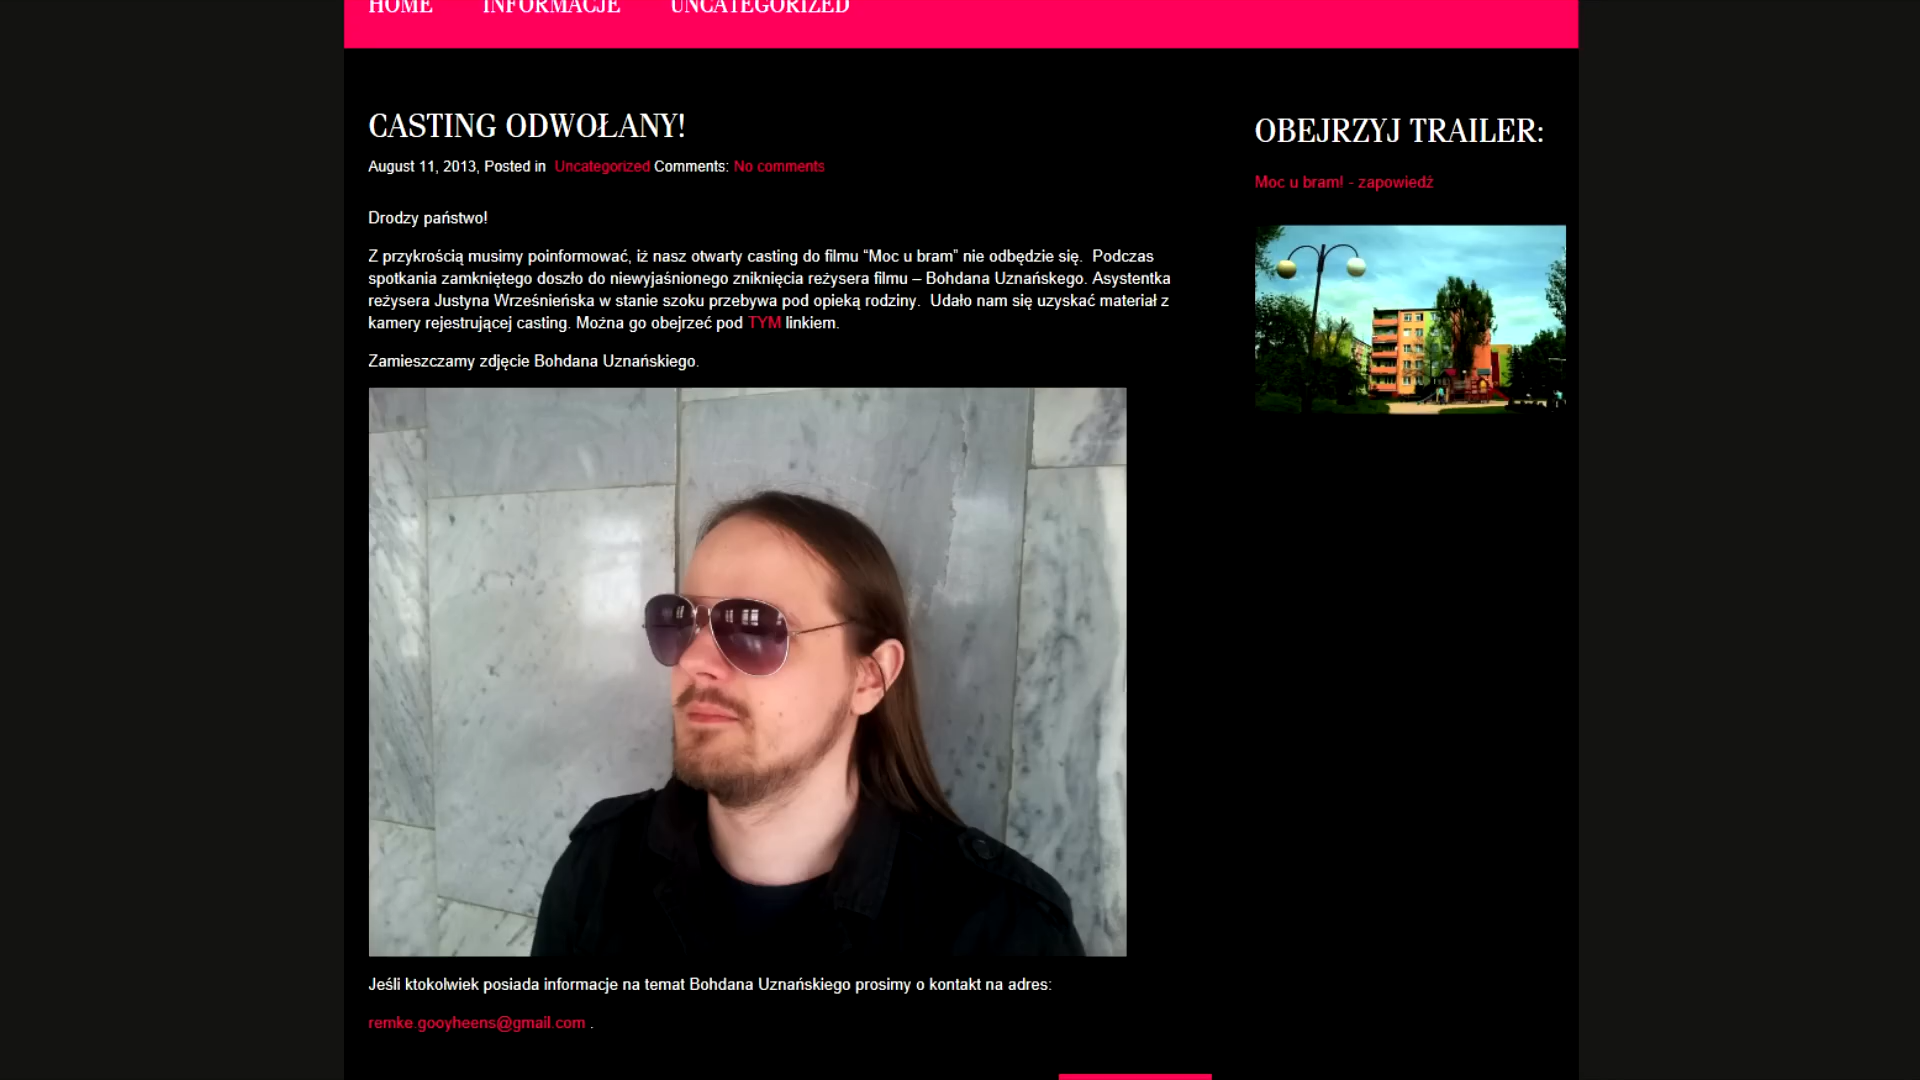 HOME INFORMACJE UNCATEGORIZED
CASTING ODWOŁANY!
August 11, 2013, Posted in Uncategorized Comments: No comments
Drodzy państwo!
Z przykrością musimy poinformować, iż nasz otwarty casting do filmu “Moc u bram” nie odbędzie się. Podczas
spotkania zamkniętego doszło do niewyjaśnionego zniknięcia reżysera filmu – Bohdana Uznańskego. Asystentka
reżysera Justyna Wrześnieńska w stanie szoku przebywa pod opieką rodziny. Udało nam się uzyskać materiał z
kamery rejestrującej casting. Można go obejrzeć pod TYM linkiem.
Zamieszczamy zdjęcie Bohdana Uznańskiego.
Jeśli ktokolwiek posiada informacje na temat Bohdana Uznańskiego prosimy o kontakt na adres:
remke.gooyheens@gmail.com .
OBEJRZYJ TRAILER:
Moc u bram! - zapowiedź